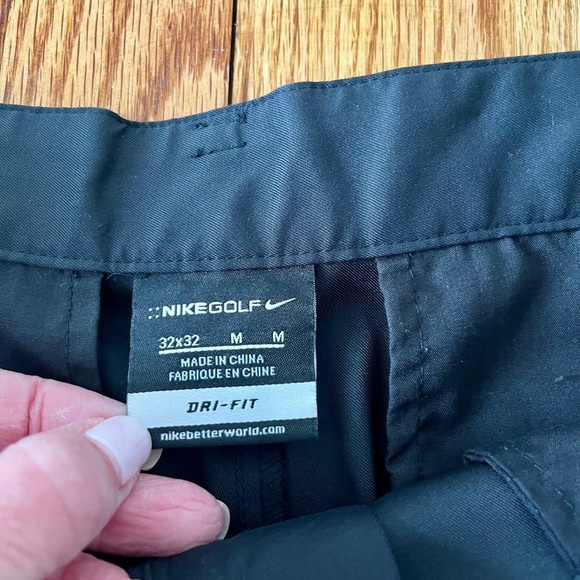 ::NIKEGOLF
32x32 M M
MADE IN CHINA
FABRIQUE EN CHINE
DRI-FIT
nikebetterworld.com